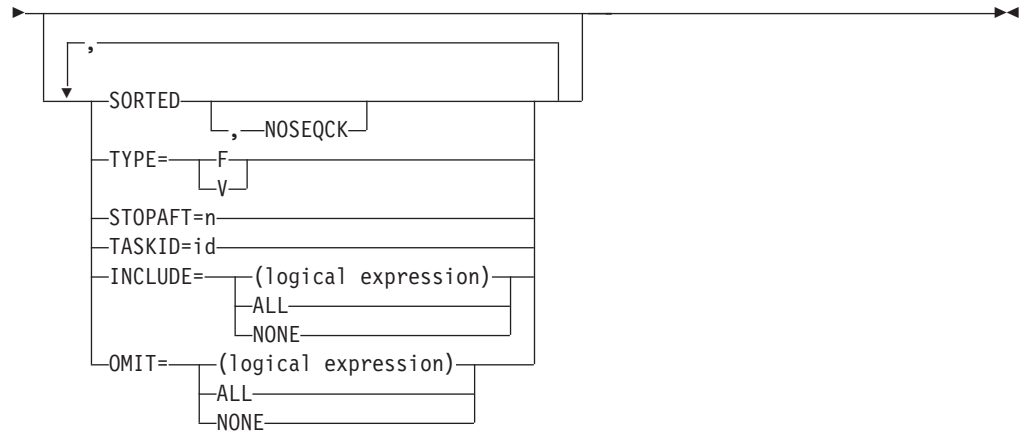 ,
SORTED
,NOSEQCK
TYPE= F
V
STOPAFT=n
TASKID=id
INCLUDE= (logical expression)
ALL
NONE
OMIT= (logical expression)
ALL
NONE